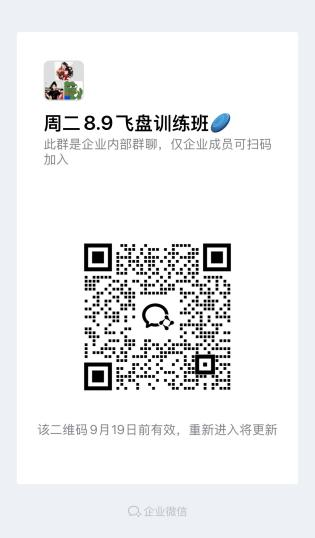 周二8.9飞盘训练班🥏
此群是企业内部群聊，仅企业成员可扫码
加入
该二维码9月19日前有效，重新进入将更新
企业微信